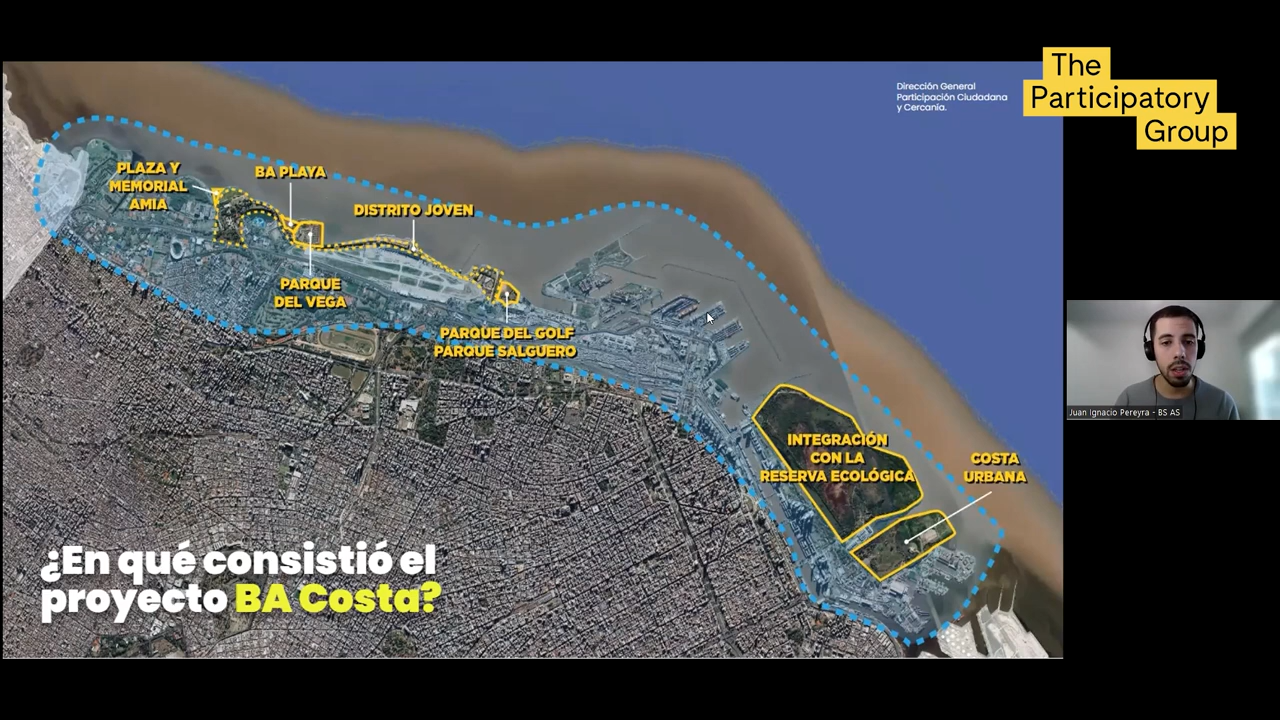 The
Participatory
Group
Dirección General
Participación Ciudadana
y Cercanía.
PLAZA Y
MEMORIAL
AMIA
BA PLAYA
DISTRITO JOVEN
PARQUE
DEL VEGA
PARQUE DEL GOLF
PARQUE SALGUERO
INTEGRACIÓN
CON LA
RESERVA ECOLÓGICA
COSTA
URBANA
¿En qué consistió el
proyecto BA Costa?
Juan Ignacio Pereyra - BS AS